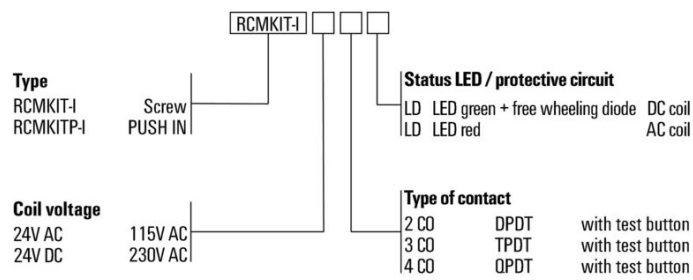 RCMKIT-I
Type
RCMKIT-I Screw
RCMKITP-I PUSH IN
Status LED / protective circuit
LD LED green + free wheeling diode DC coil
LD LED red AC coil
Coil voltage
24V AC 115V AC
24V DC 230V AC
Type of contact
2 CO DPDT with test button
3 CO TPDT with test button
4 CO QPDT with test button